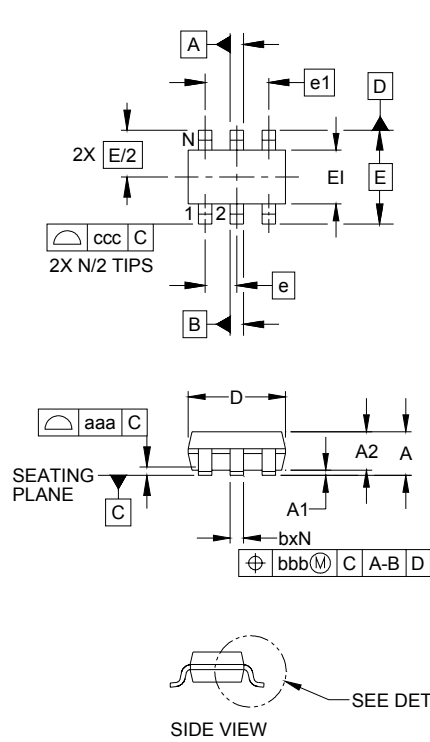 A
e1
D
N
2X E/2
EI
E
1 2
⌓ ccc C
2X N/2 TIPS
e
B
D
⌓ aaa C
A2 A
SEATING
PLANE
C
A1
bxN
⌖ bbbⓂ C A-B D
SEE DET
SIDE VIEW